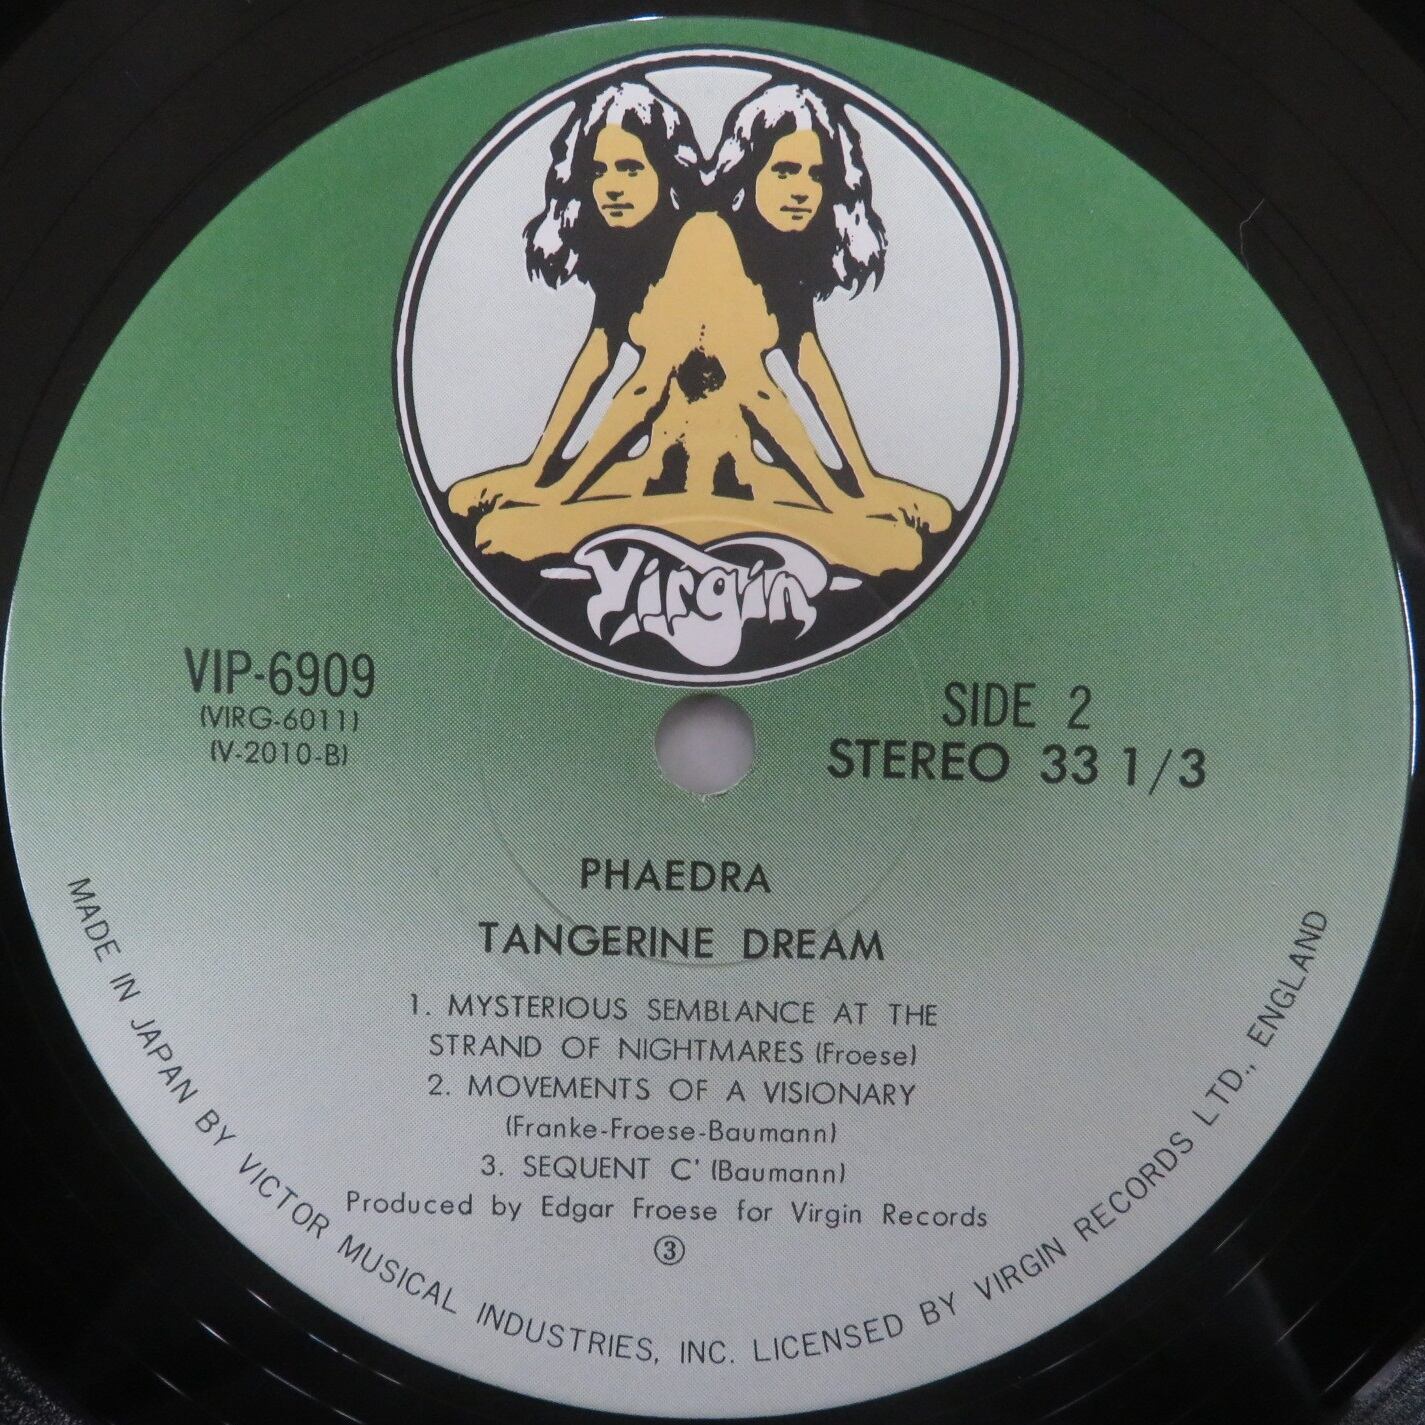 Virgin
VIP-6909
(VIRG-6011)
(V-2010-B)
SIDE 2
STEREO 33 1/3
PHAEDRA
TANGERINE DREAM
1. MYSTERIOUS SEMBLANCE AT THE
STRAND OF NIGHTMARES (Froese)
2. MOVEMENTS OF A VISIONARY
(Franke-Froese-Baumann)
3. SEQUENT C' (Baumann)
Produced by Edgar Froese for Virgin Records
③
MADE IN JAPAN BY VICTOR MUSICAL INDUSTRIES, INC. LICENSED BY VIRGIN RECORDS LTD., ENGLAND